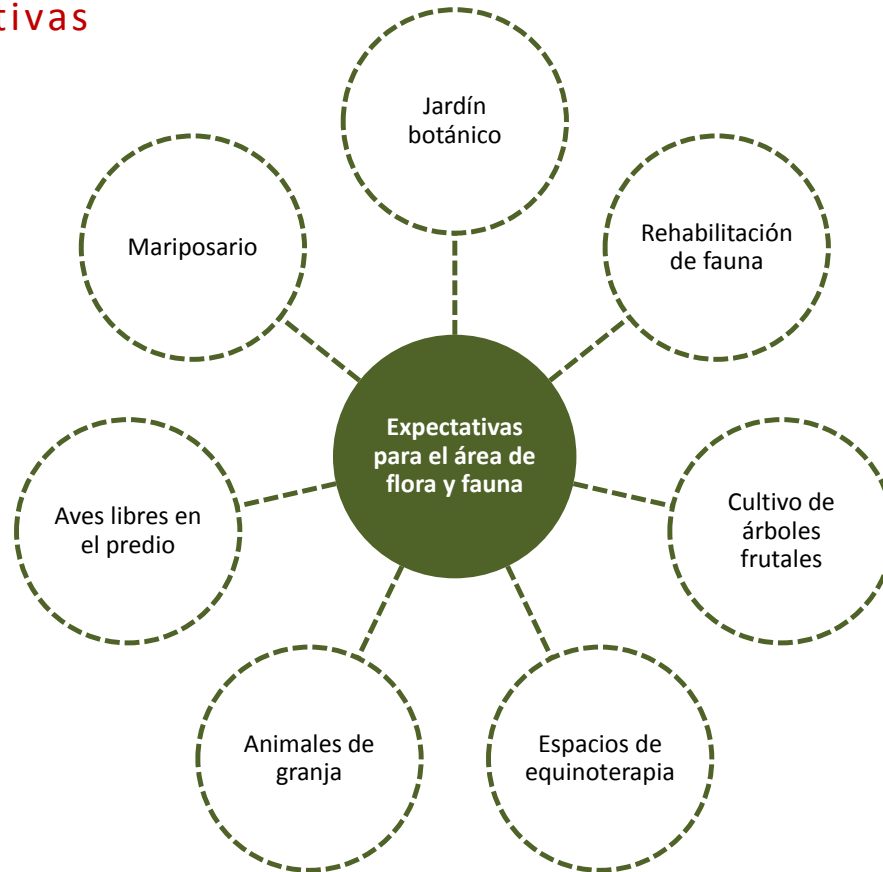 tivas
Jardín
botánico
Mariposario
Rehabilitación
de fauna
Expectativas
para el área de
flora y fauna
Aves libres en
el predio
Cultivo de
árboles
frutales
Animales de
granja
Espacios de
equinoterapia